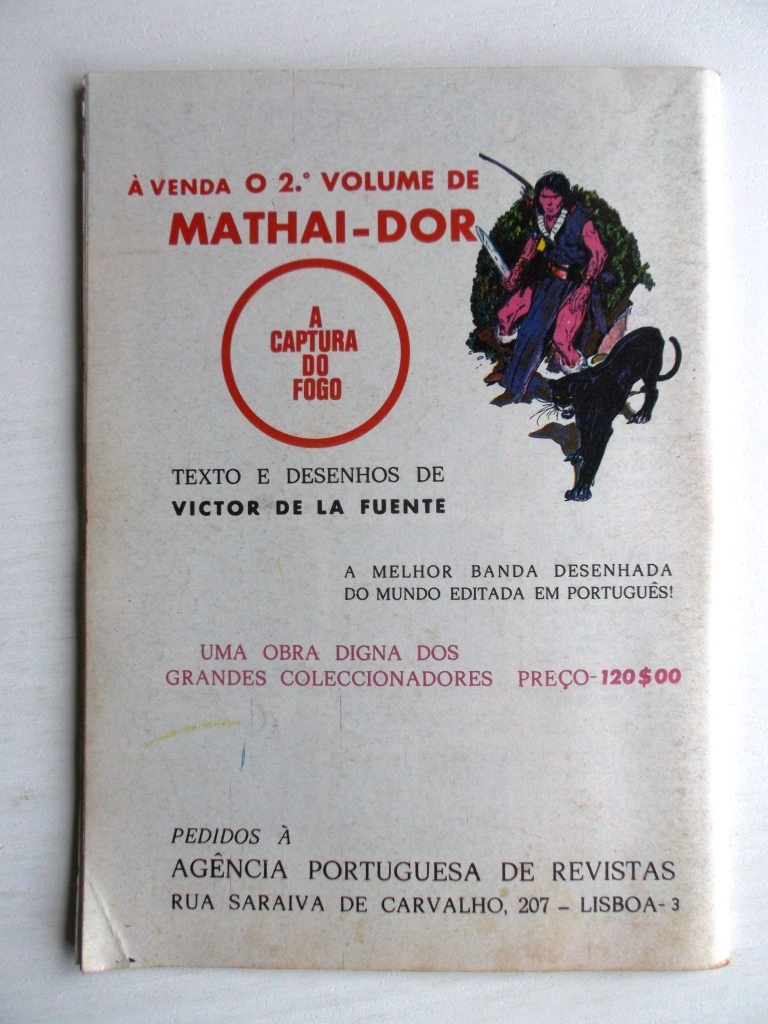 À VENDA O 2.º VOLUME DE
MATHAI-DOR
A
CAPTURA
DO
FOGO
TEXTO E DESENHOS DE
VICTOR DE LA FUENTE
A MELHOR BANDA DESENHADA
DO MUNDO EDITADA EM PORTUGUÊS!
UMA OBRA DIGNA DOS
GRANDES COLECCIONADORES PREÇO-120$00
PEDIDOS À
AGÊNCIA PORTUGUESA DE REVISTAS
RUA SARAIVA DE CARVALHO, 207 – LISBOA-3